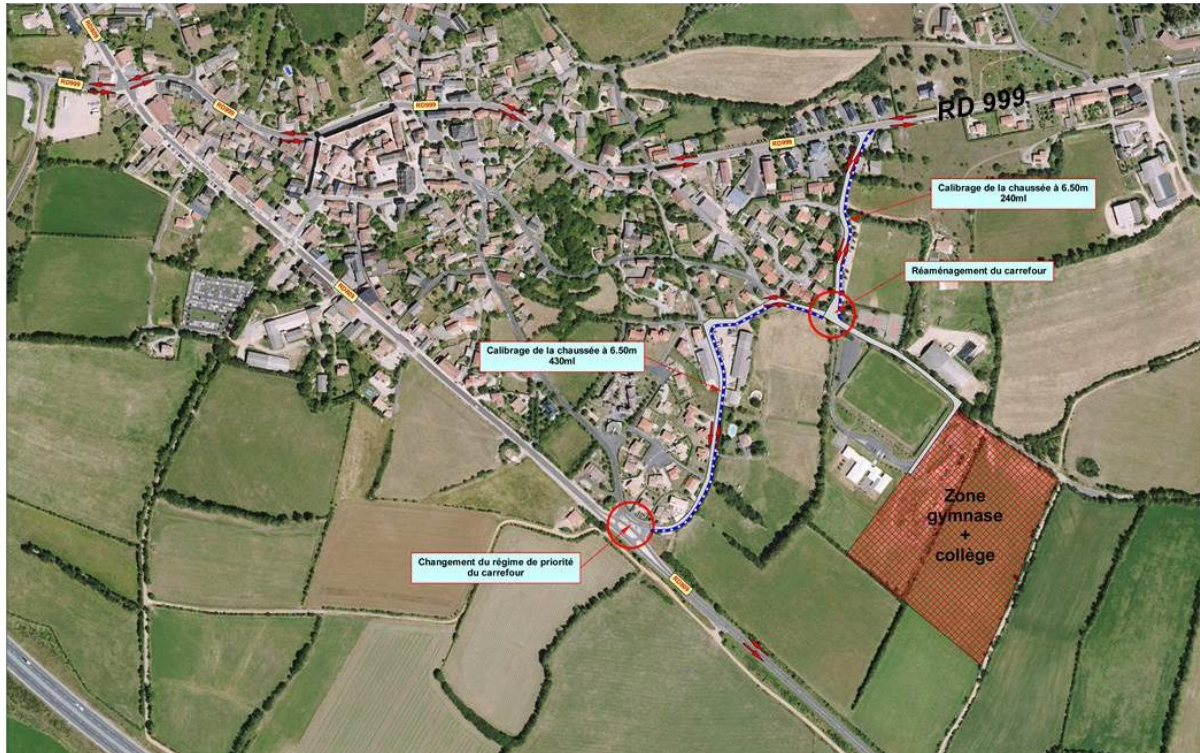 RD999
RD999
RD999
RD 999
RD999
Calibrage de la chaussée à 6.50m
240ml
Réaménagement du carrefour
Calibrage de la chaussée à 6.50m
430ml
Zone
gymnase
+
collège
Changement du régime de priorité
du carrefour